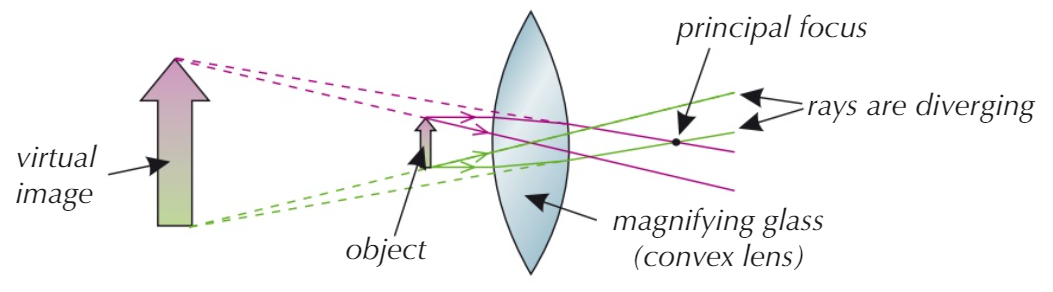 principal focus
rays are diverging
virtual
image
object
magnifying glass
(convex lens)